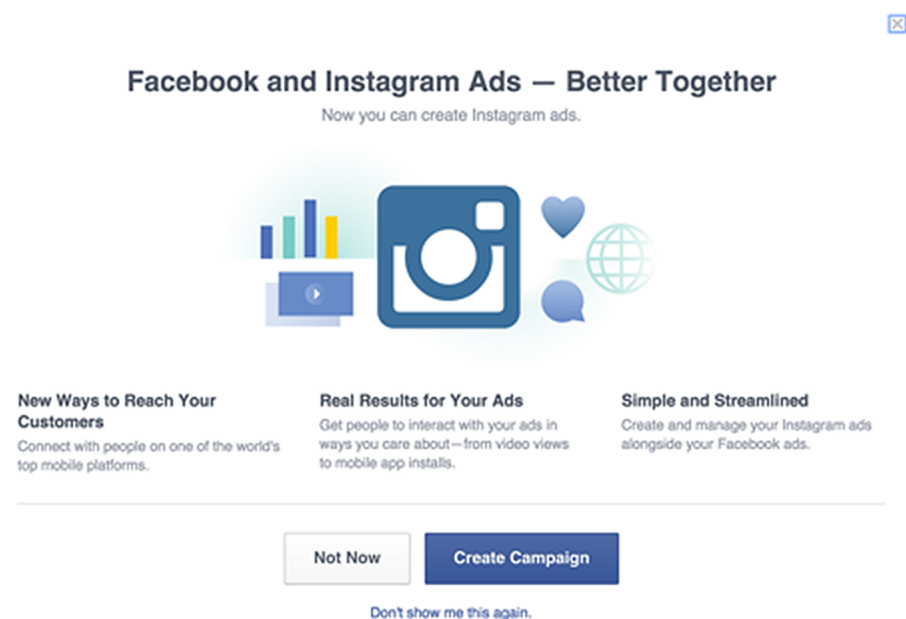 Facebook and Instagram Ads — Better Together
Now you can create Instagram ads.
New Ways to Reach Your
Customers
Connect with people on one of the world's
top mobile platforms.
Real Results for Your Ads
Get people to interact with your ads in
ways you care about—from video views
to mobile app installs.
Simple and Streamlined
Create and manage your Instagram ads
alongside your Facebook ads.
Not Now
Create Campaign
Don't show me this again.